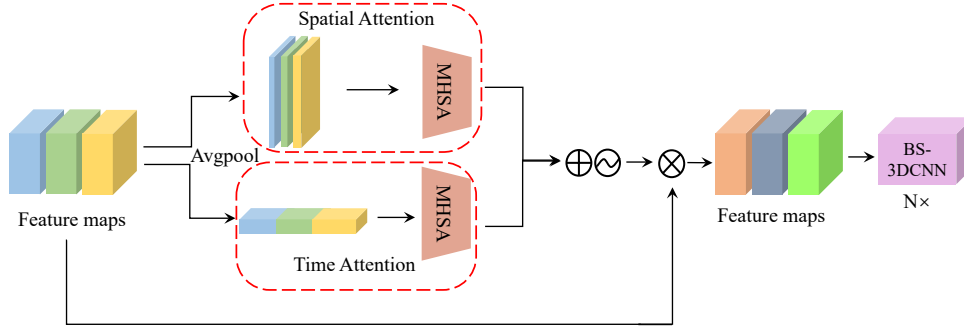 Spatial Attention
MHSA
Avgpool
Feature maps
MHSA
Time Attention
Feature maps
BS-
3DCNN
N×